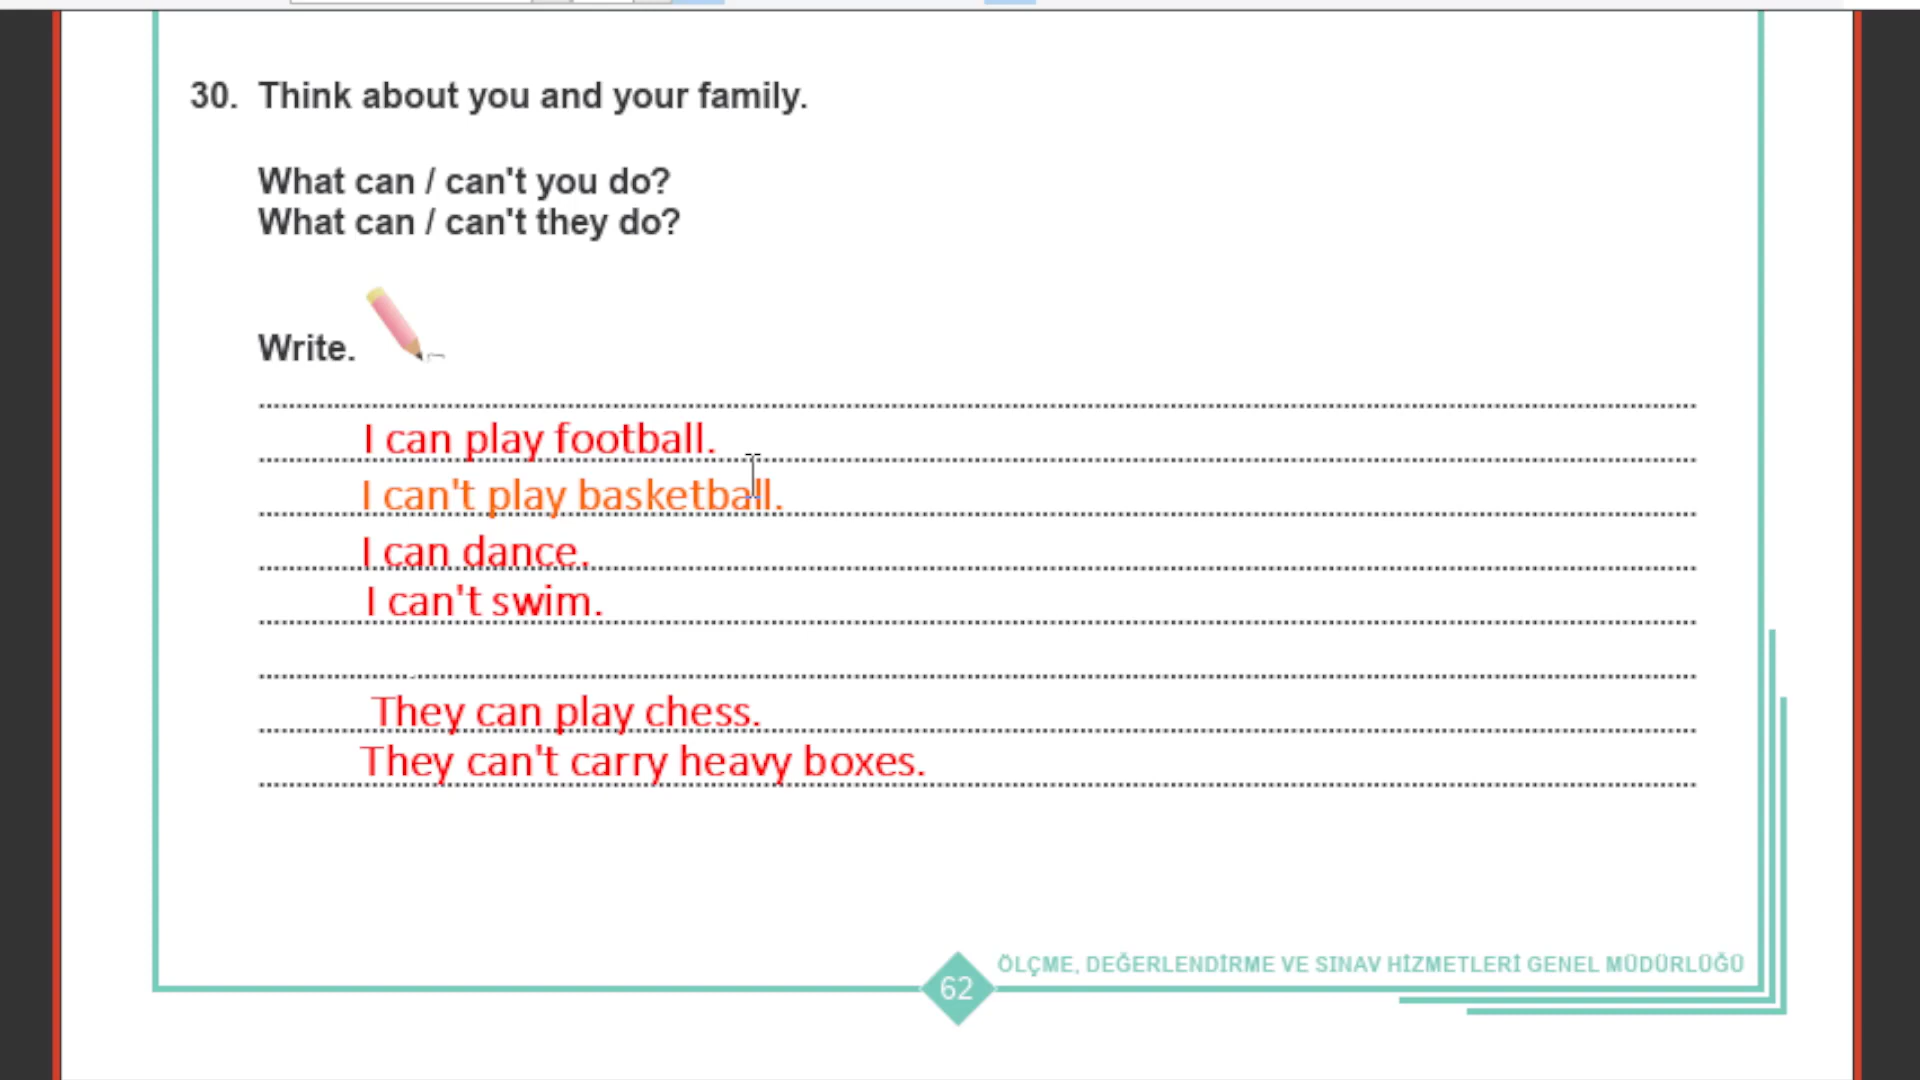 30. Think about you and your family.
What can / can't you do?
What can / can't they do?
Write.
I can play football.
I can't play basketball.
I can dance.
I can't swim.
They can play chess.
They can't carry heavy boxes.
ÖLÇME, DEĞERLENDİRME VE SINAV HİZMETLERİ GENEL MÜDÜRLÜĞÜ
62